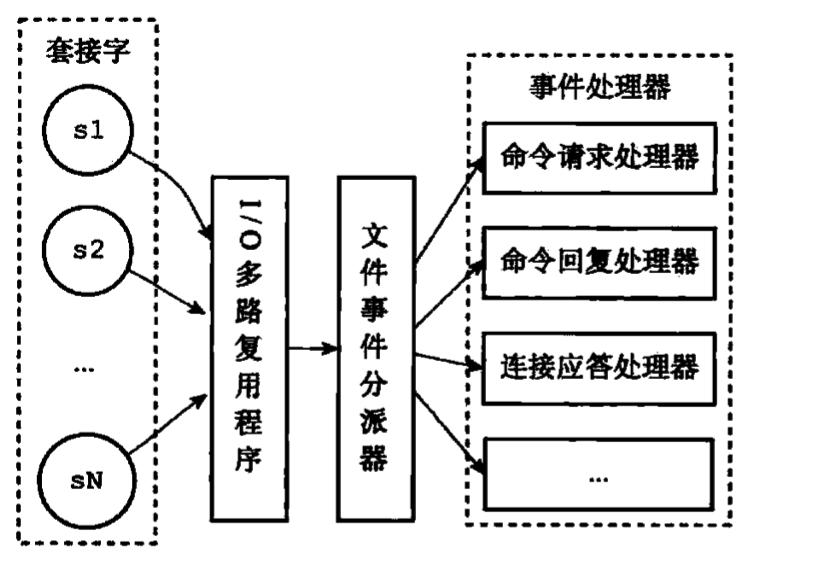 套接字
s1
s2
...
sN
I/O多路复用程序
文件事件分派器
事件处理器
命令请求处理器
命令回复处理器
连接应答处理器
...